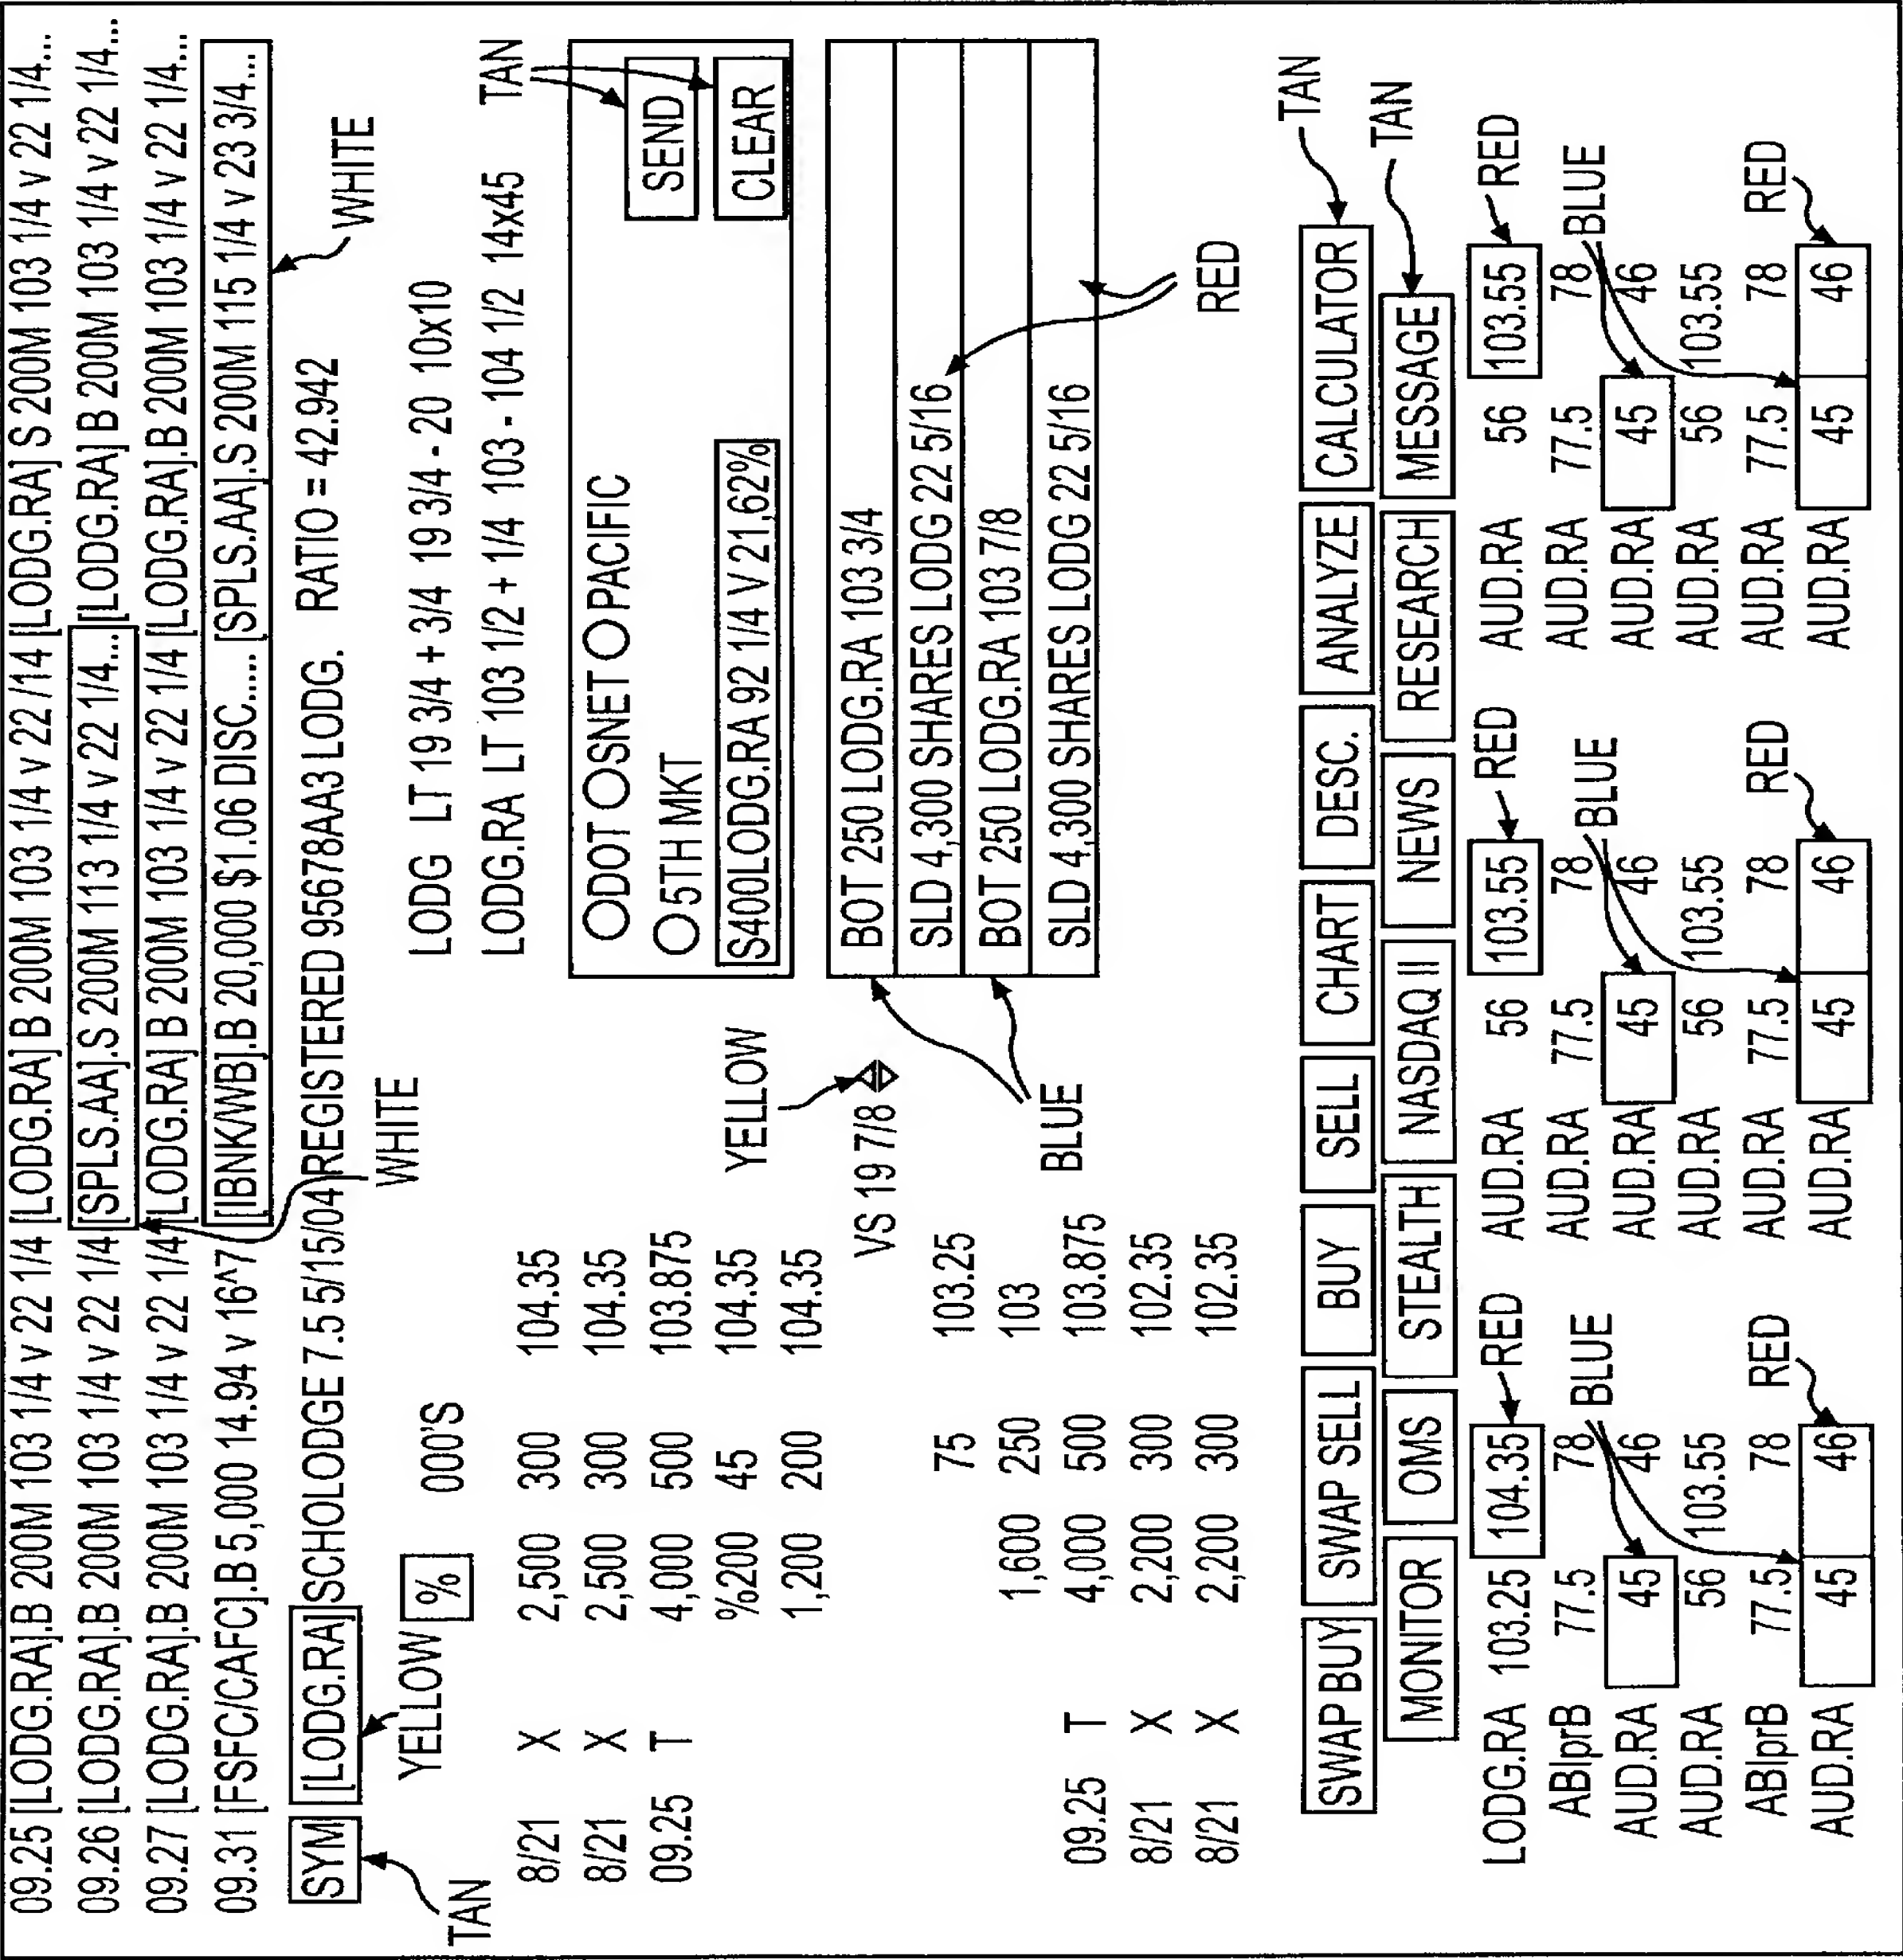 09.25 [LODG.RA].B 200M 103 1/4 v 22 1/4 [LODG.RA] B 200M 103 1/4 v 22 /14 [LODG.RA] S 200M 103 1/4 v 22 1/4...
09.26 [LODG.RA].B 200M 103 1/4 v 22 1/4 [SPLS.AA].S 200M 113 1/4 v 22 1/4... [LODG.RA] B 200M 103 1/4 v 22 1/4...
09.27 [LODG.RA].B 200M 103 1/4 v 22 1/4 [LODG.RA] B 200M 103 1/4 v 22 1/4 [LODG.RA].B 200M 103 1/4 v 22 1/4...
09.31 [FSFC/CAFC].B 5,000 14.94 v 16^7 [IBNK/WB].B 20,000 $1.06 DISC..... [SPLS.AA].S 200M 115 1/4 v 23 3/4...
SYM [LODG.RA] SCHOLODGE 7.5 5/15/04 REGISTERED 95678AA3 LODG. RATIO = 42.942
WHITE
WHITE
TAN
YELLOW % 000'S
LODG LT 19 3/4 + 3/4 19 3/4 - 20 10x10
LODG.RA LT 103 1/2 + 1/4 103 - 104 1/2 14x45
TAN
8/21 X 2,500 300 104.35
8/21 X 2,500 300 104.35
09.25 T 4,000 500 103.875
%200 45 104.35
1,200 200 104.35
ODOT OSNET PACIFIC
5TH MKT
SEND
S400LODG.RA 92 1/4 V 21,62%
CLEAR
YELLOW
VS 19 7/8
BOT 250 LODG.RA 103 3/4
SLD 4,300 SHARES LODG 22 5/16
BOT 250 LODG.RA 103 7/8
SLD 4,300 SHARES LODG 22 5/16
BLUE
RED
75 103.25
1,600 250 103
09.25 T 4,000 500 103.875
8/21 X 2,200 300 102.35
8/21 X 2,200 300 102.35
TAN
SWAP BUY SWAP SELL BUY SELL CHART DESC. ANALYZE CALCULATOR
TAN
MONITOR OMS STEALTH NASDAQ II NEWS RESEARCH MESSAGE
LODG.RA 103.25 104.35 RED AUD.RA 56 103.55 RED AUD.RA 56 103.55 RED
ABIprB 77.5 78 AUD.RA 77.5 78 AUD.RA 77.5 78
BLUE BLUE BLUE
AUD.RA 45 46 AUD.RA 45 46 AUD.RA 45 46
AUD.RA 56 103.55 AUD.RA 56 103.55 AUD.RA 56 103.55
ABIprB 77.5 78 RED AUD.RA 77.5 78 RED AUD.RA 77.5 78 RED
AUD.RA 45 46 AUD.RA 45 46 AUD.RA 45 46